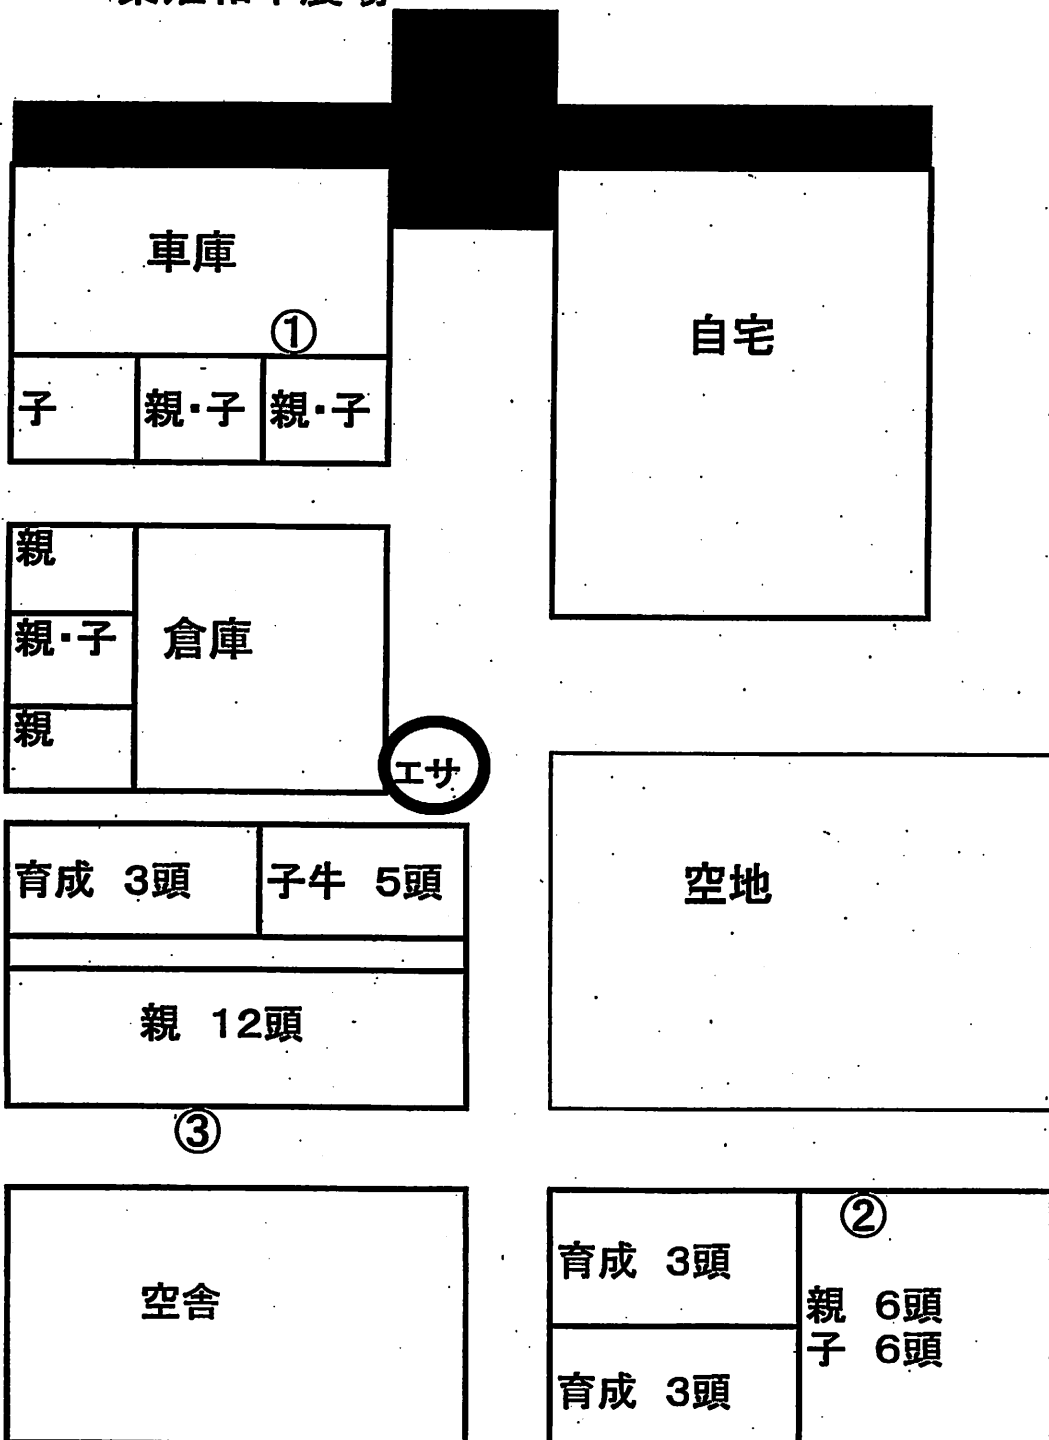 車庫
①
自宅
子
親・子
親・子
親
親・子
親
倉庫
エサ
育成 3頭
子牛 5頭
空地
親 12頭
③
空舎
育成 3頭
育成 3頭
②
親 6頭
子 6頭